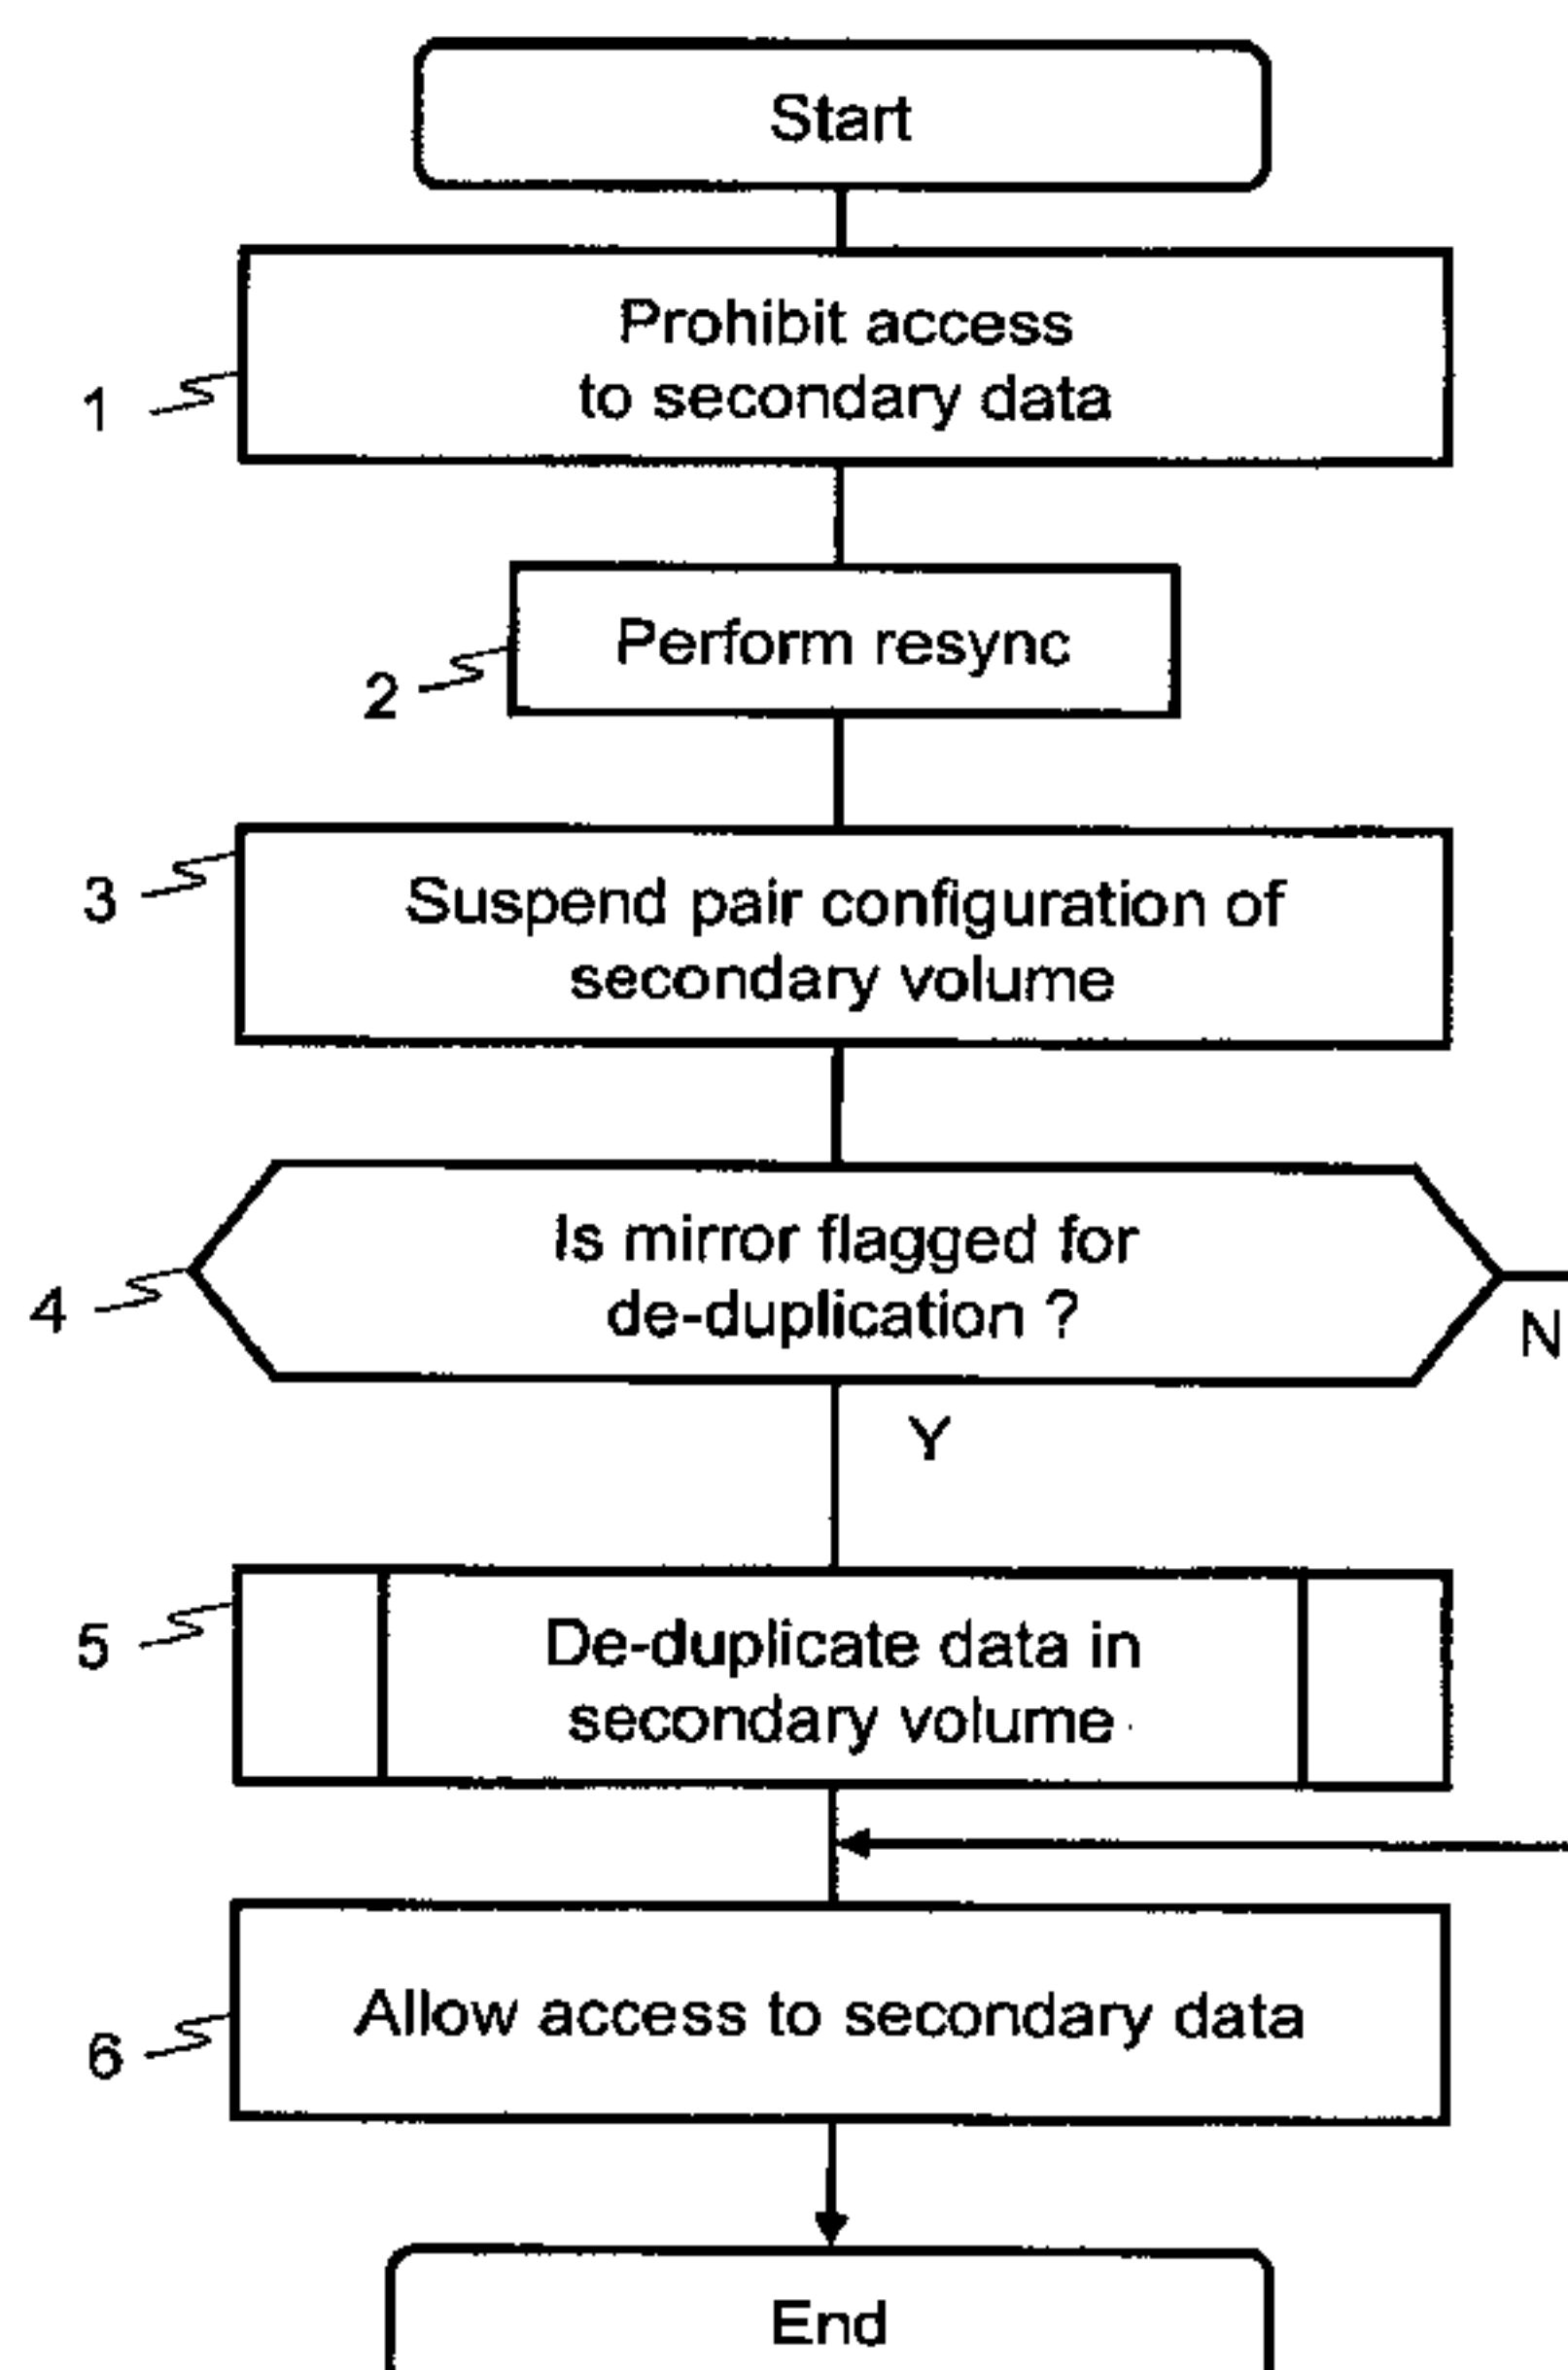 Start
Prohibit access
to secondary data
1
Perform resync
2
3
Suspend pair configuration of
secondary volume
Is mirror flagged for
de-duplication ?
4
N
Y
5
De-duplicate data in
secondary volume
Allow access to secondary data
6
End